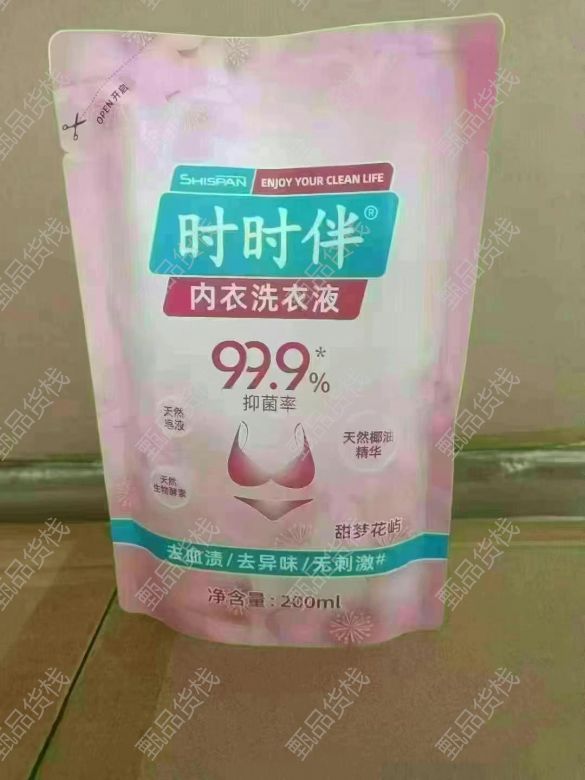 OPEN 开启
SHISPAN ENJOY YOUR CLEAN LIFE
时时伴®
内衣洗衣液
99.9%*
抑菌率
天然
皂液
天然椰油
精华
天然
生物酵素
甜梦花屿
去血渍/去异味/无刺激#
净含量:200ml
甄品货栈